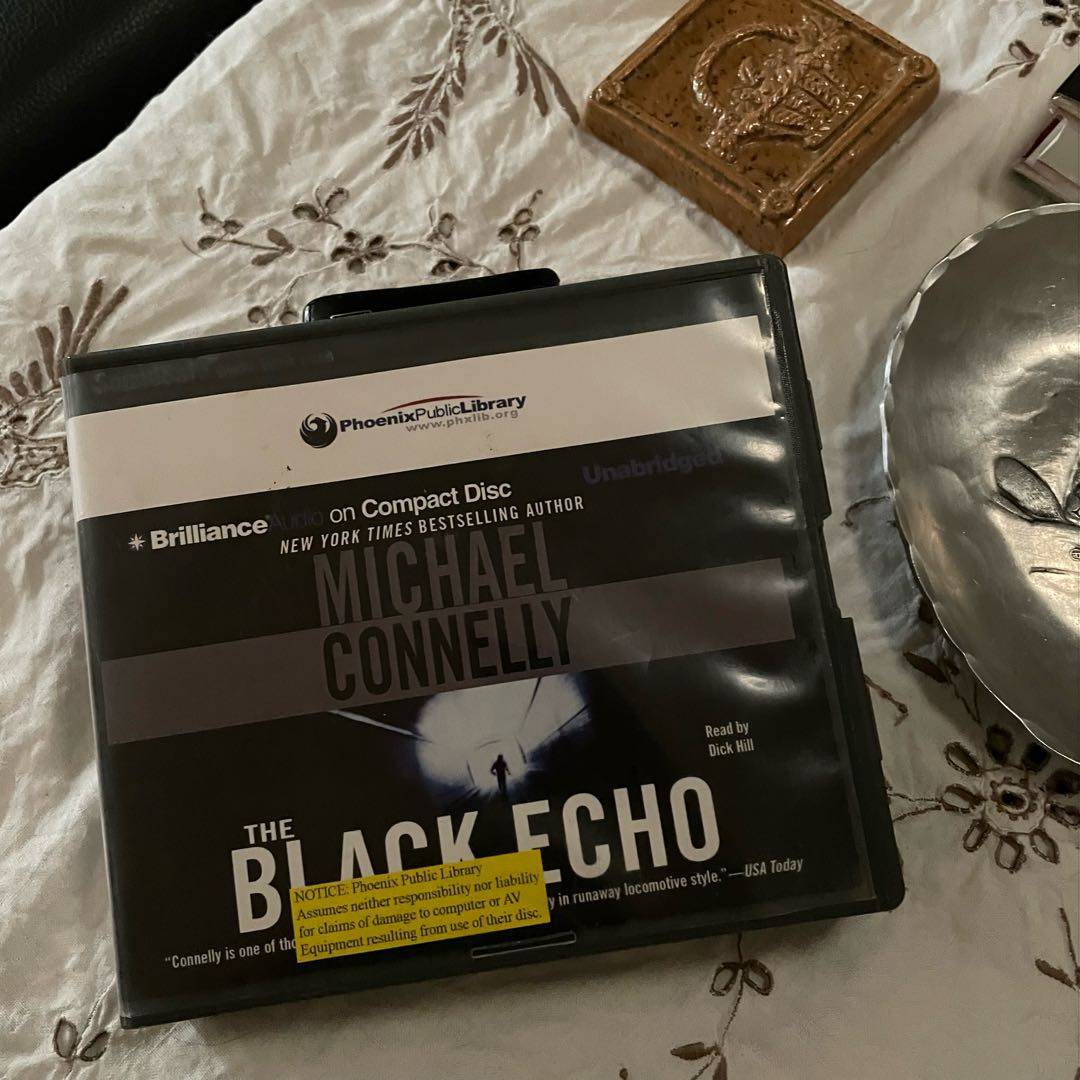 PhoenixPublicLibrary
www.phxlib.org
Unabridged
Brilliance Audio on Compact Disc
NEW YORK TIMES BESTSELLING AUTHOR
MICHAEL
CONNELLY
Read by
Dick Hill
THE
BLACK ECHO
NOTICE: Phoenix Public Library
Assumes neither responsibility nor liability
for claims of damage to computer or AV
Equipment resulting from use of their disc.
"Connelly is one of
in runaway locomotive style."—USA Today